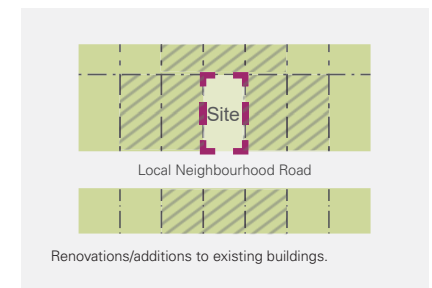 Site
Local Neighbourhood Road
Renovations/additions to existing buildings.